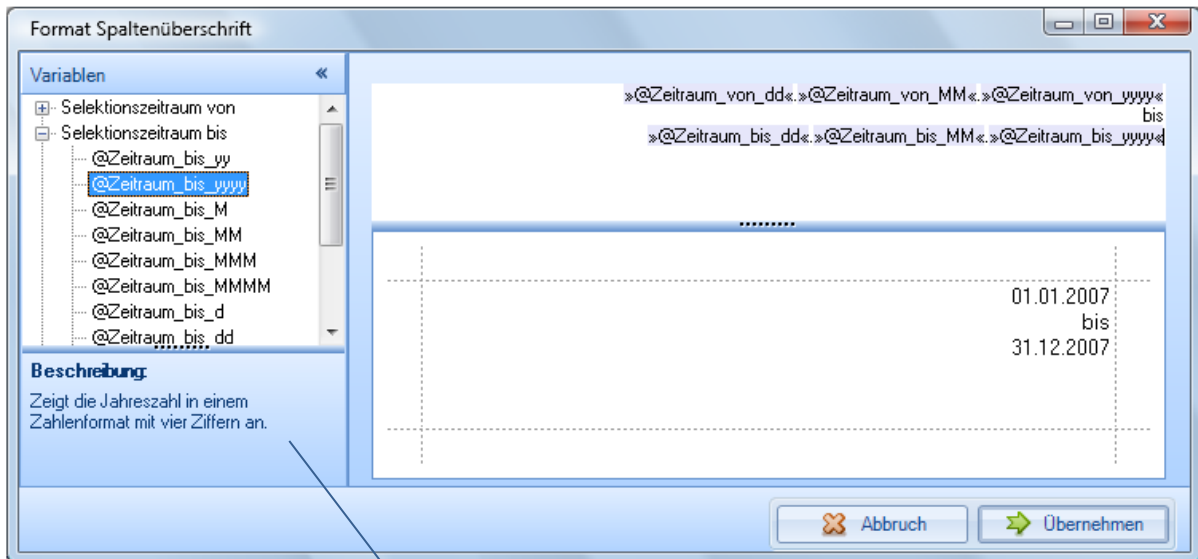 Format Spaltenüberschrift
Variablen
Selektionszeitraum von
Selektionszeitraum bis
@Zeitraum_bis_yy
@Zeitraum_bis_yyyy
@Zeitraum_bis_M
@Zeitraum_bis_MM
@Zeitraum_bis_MMM
@Zeitraum_bis_MMMM
@Zeitraum_bis_d
@Zeitraum_bis_dd
Beschreibung:
Zeigt die Jahreszahl in einem
Zahlenformat mit vier Ziffern an.
»@Zeitraum_von_dd«.»@Zeitraum_von_MM«.»@Zeitraum_von_yyyy«
bis
»@Zeitraum_bis_dd«.»@Zeitraum_bis_MM«.»@Zeitraum_bis_yyyy«
01.01.2007
bis
31.12.2007
Abbruch
Übernehmen